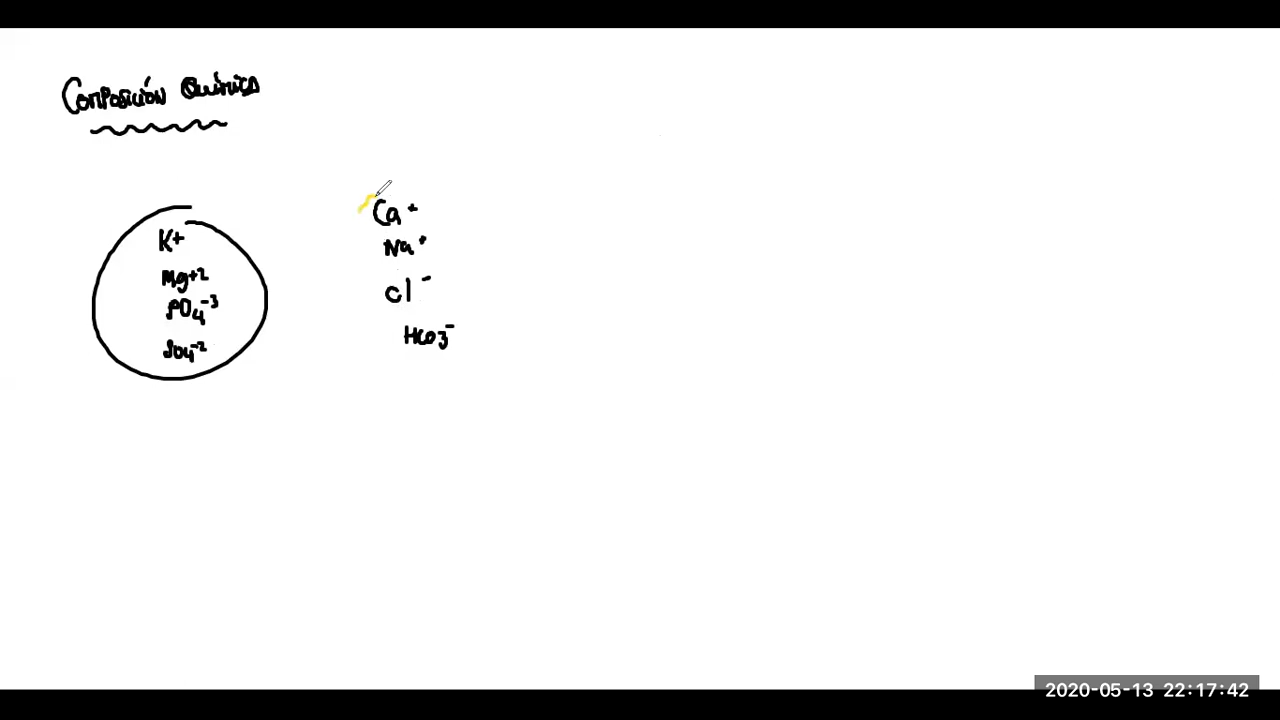 Composición Química
K+
Mg+2
PO4-3
SO4-2
Ca+
Na+
Cl-
HCO3-
2020-05-13 22:17:42